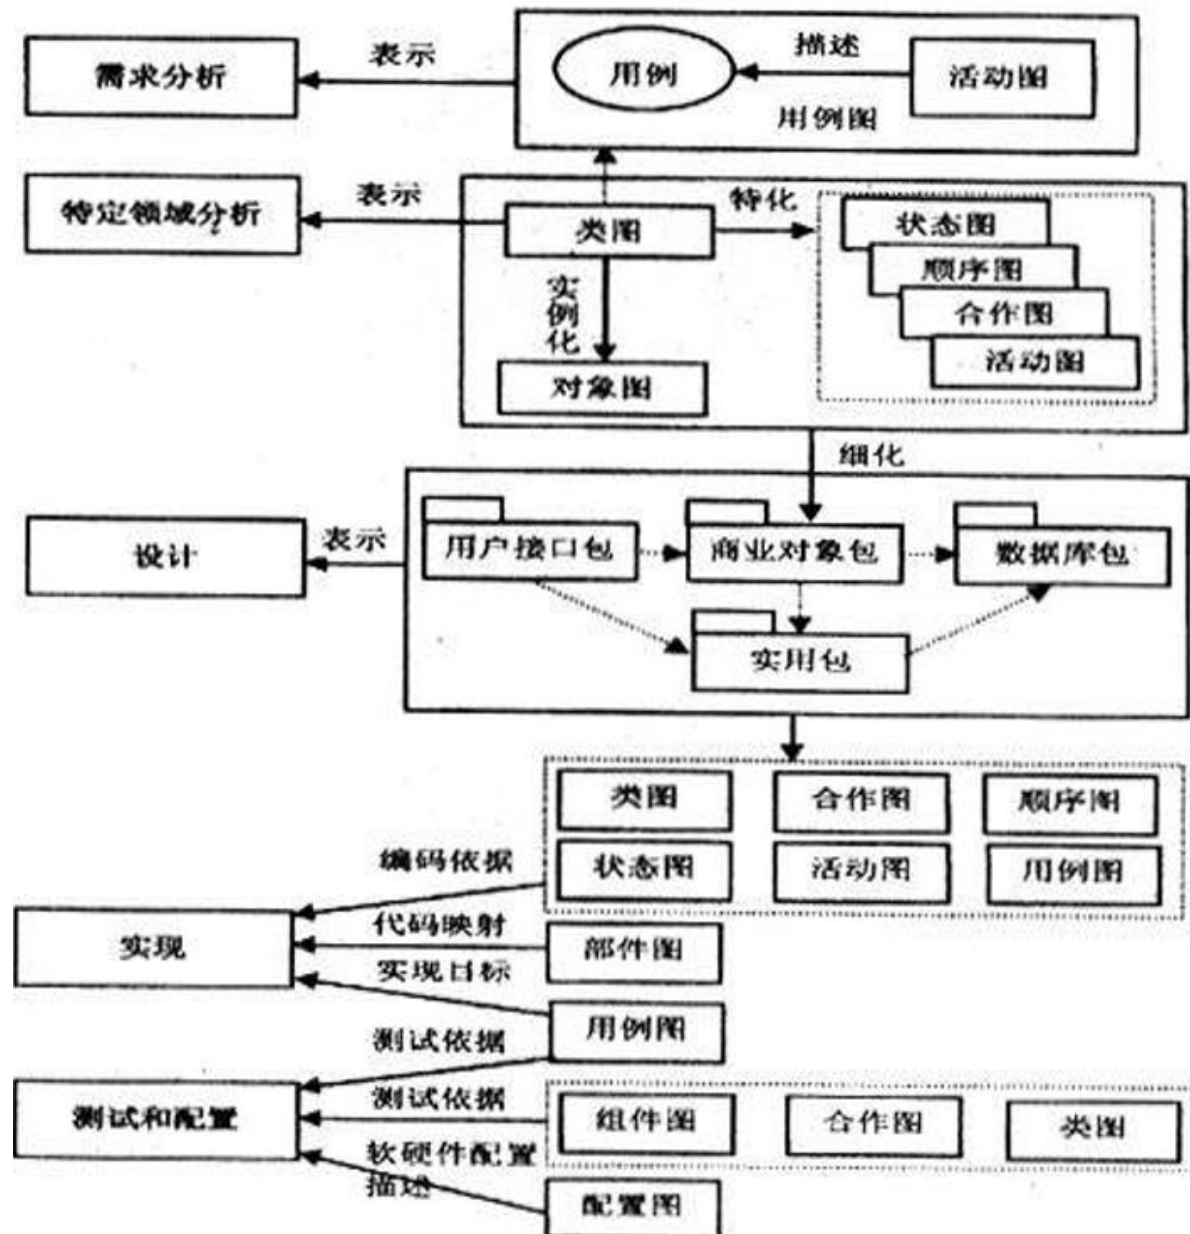 需求分析
表示
用例
描述
活动图
用例图
特定领域分析
表示
类图
特化
状态图
顺序图
合作图
活动图
实例化
对象图
细化
设计
表示
用户接口包
商业对象包
数据库包
实用包
类图
合作图
顺序图
状态图
活动图
用例图
编码依据
实现
代码映射
部件图
实现目标
用例图
测试依据
测试和配置
测试依据
组件图
合作图
类图
软硬件配置
描述
配置图